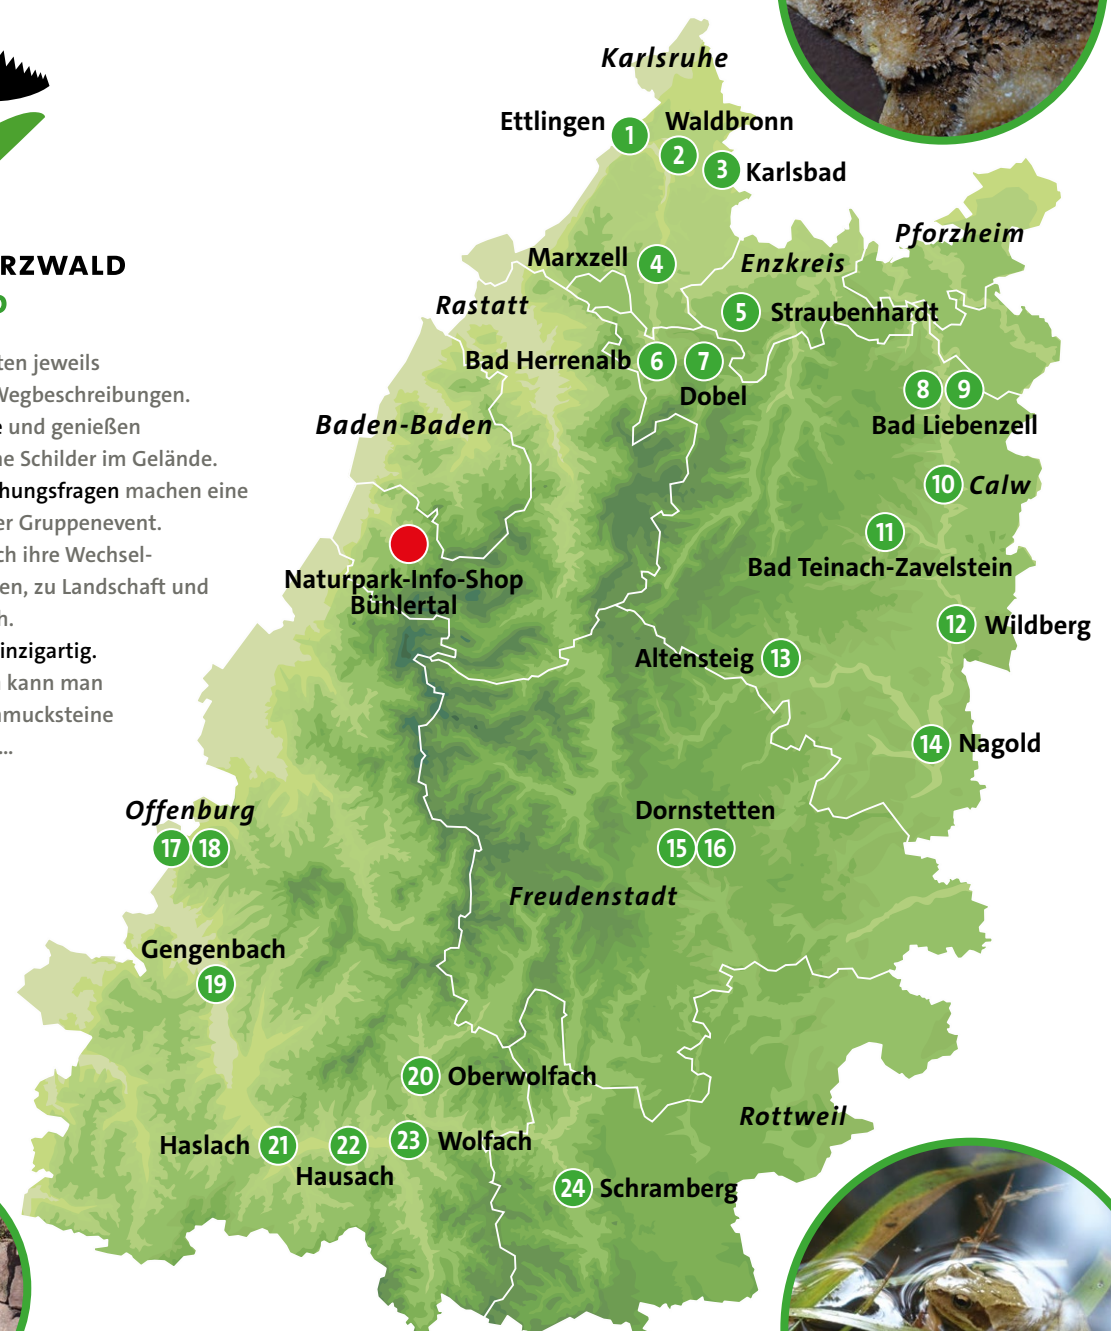 RZWALD
ten jeweils
Wegbeschreibungen.
und genießen
ne Schilder im Gelände.
hungsfragen machen eine
er Gruppenevent.
ch ihre Wechsel-
en, zu Landschaft und
h.
inzigartig.
kann man
mucksteine
...
Karlsruhe
Ettlingen 1
Waldbronn
2
3 Karlsbad
Pforzheim
Marxzell 4
Enzkreis
Rastatt
5 Straubenhardt
Bad Herrenalb 6
7
Dobel
8 9
Bad Liebenzell
Baden-Baden
10 Calw
11
Bad Teinach-Zavelstein
Naturpark-Info-Shop
Bühlertal
12 Wildberg
Altensteig 13
14 Nagold
Offenburg
17 18
Dornstetten
15 16
Freudenstadt
Gengenbach
19
20 Oberwolfach
Rottweil
Haslach 21
22
Hausach
23 Wolfach
24 Schramberg